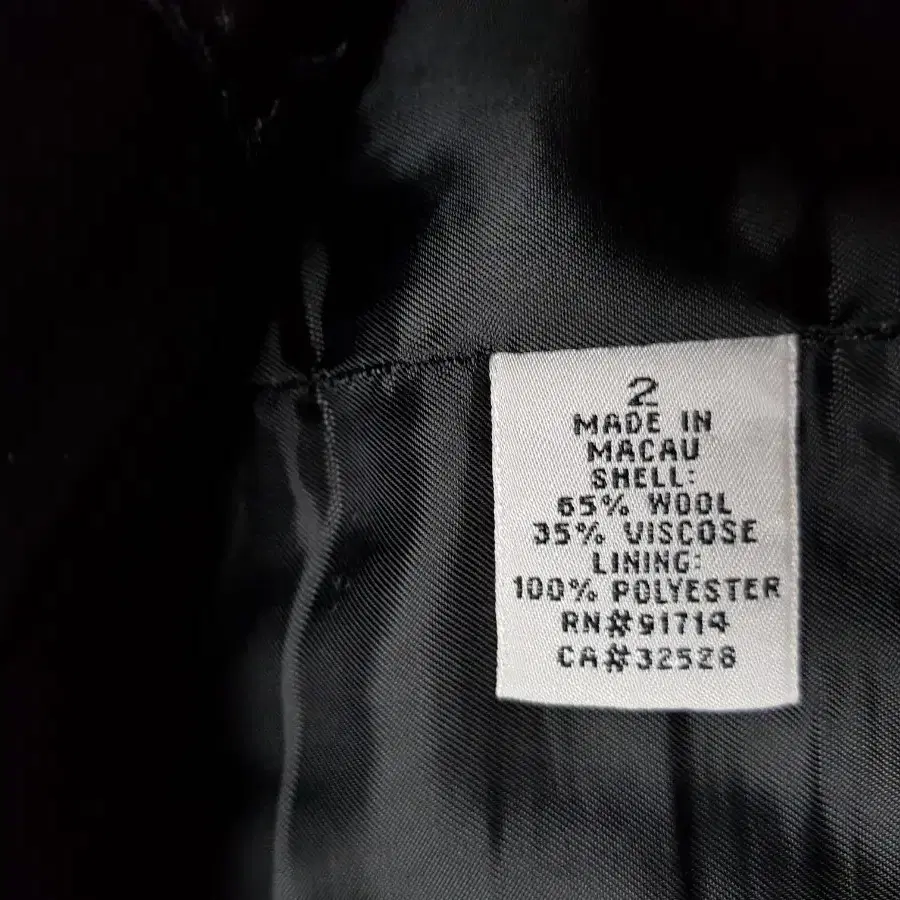 2
MADE IN
MACAU
SHELL:
65% WOOL
35% VISCOSE
LINING:
100% POLYESTER
RN#91714
CA#32528